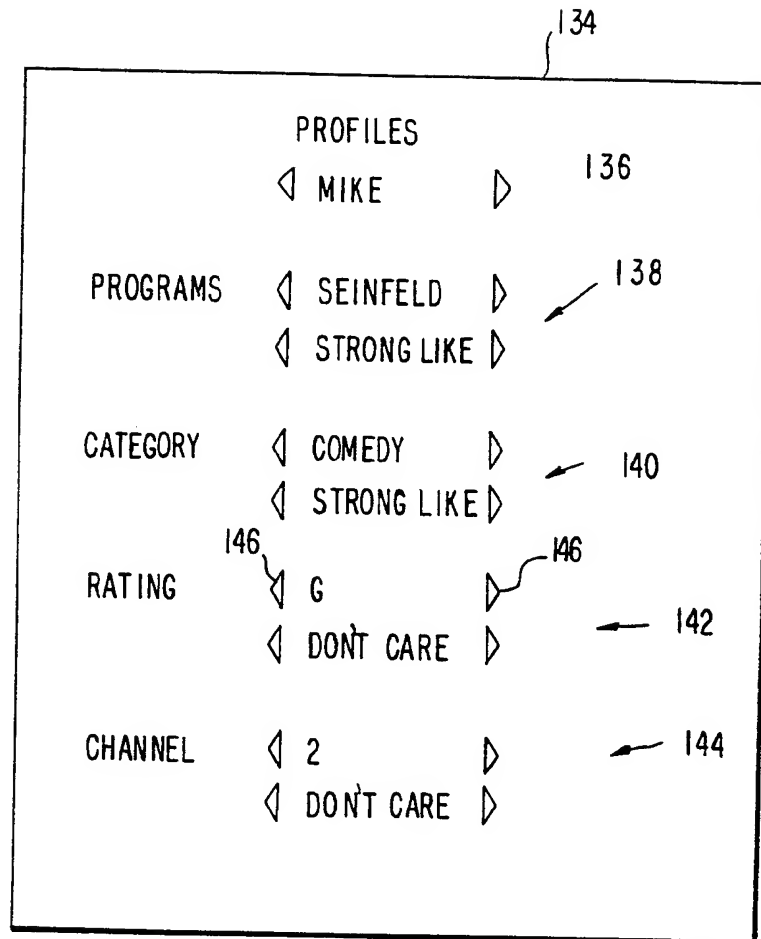 134
PROFILES
MIKE 136
PROGRAMS SEINFELD 138
STRONG LIKE
CATEGORY COMEDY 140
STRONG LIKE
146 146
RATING G
DON'T CARE 142
CHANNEL 2 144
DON'T CARE